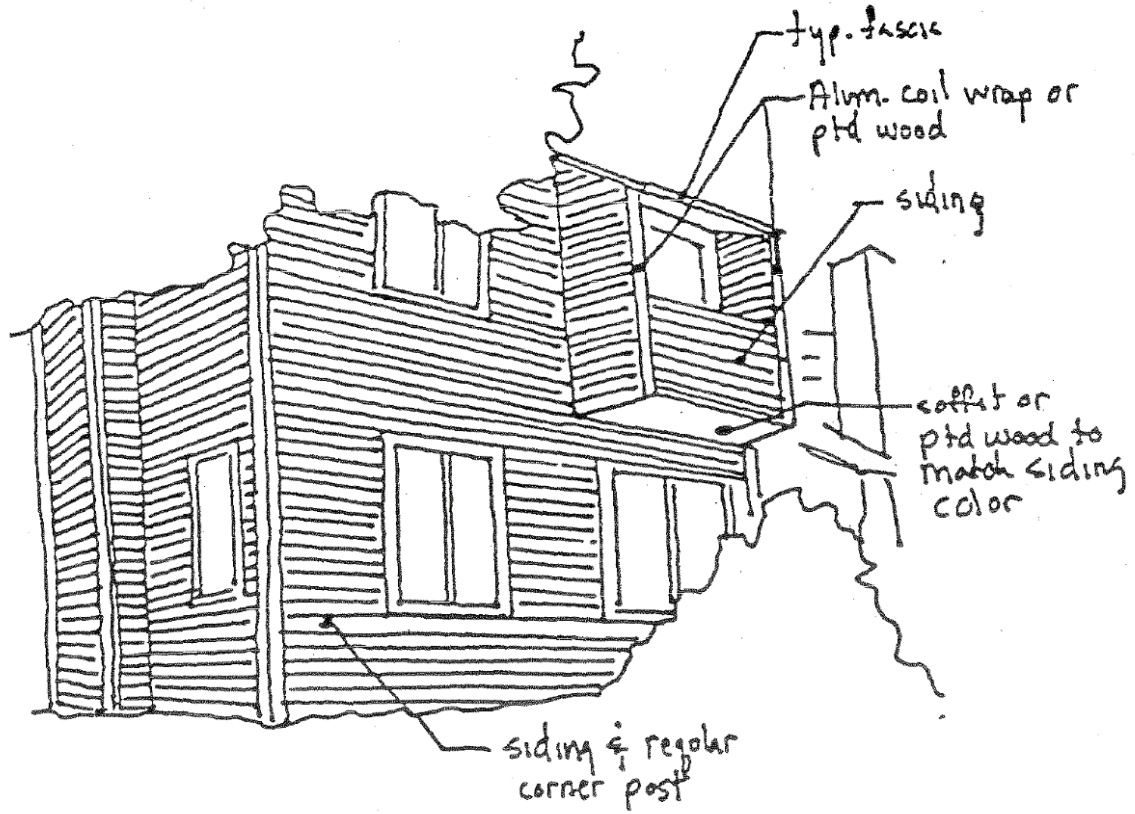 typ. fascia
Alum. coil wrap or
ptd wood
siding
soffit or
ptd wood to
match siding
color
siding & regular
corner post